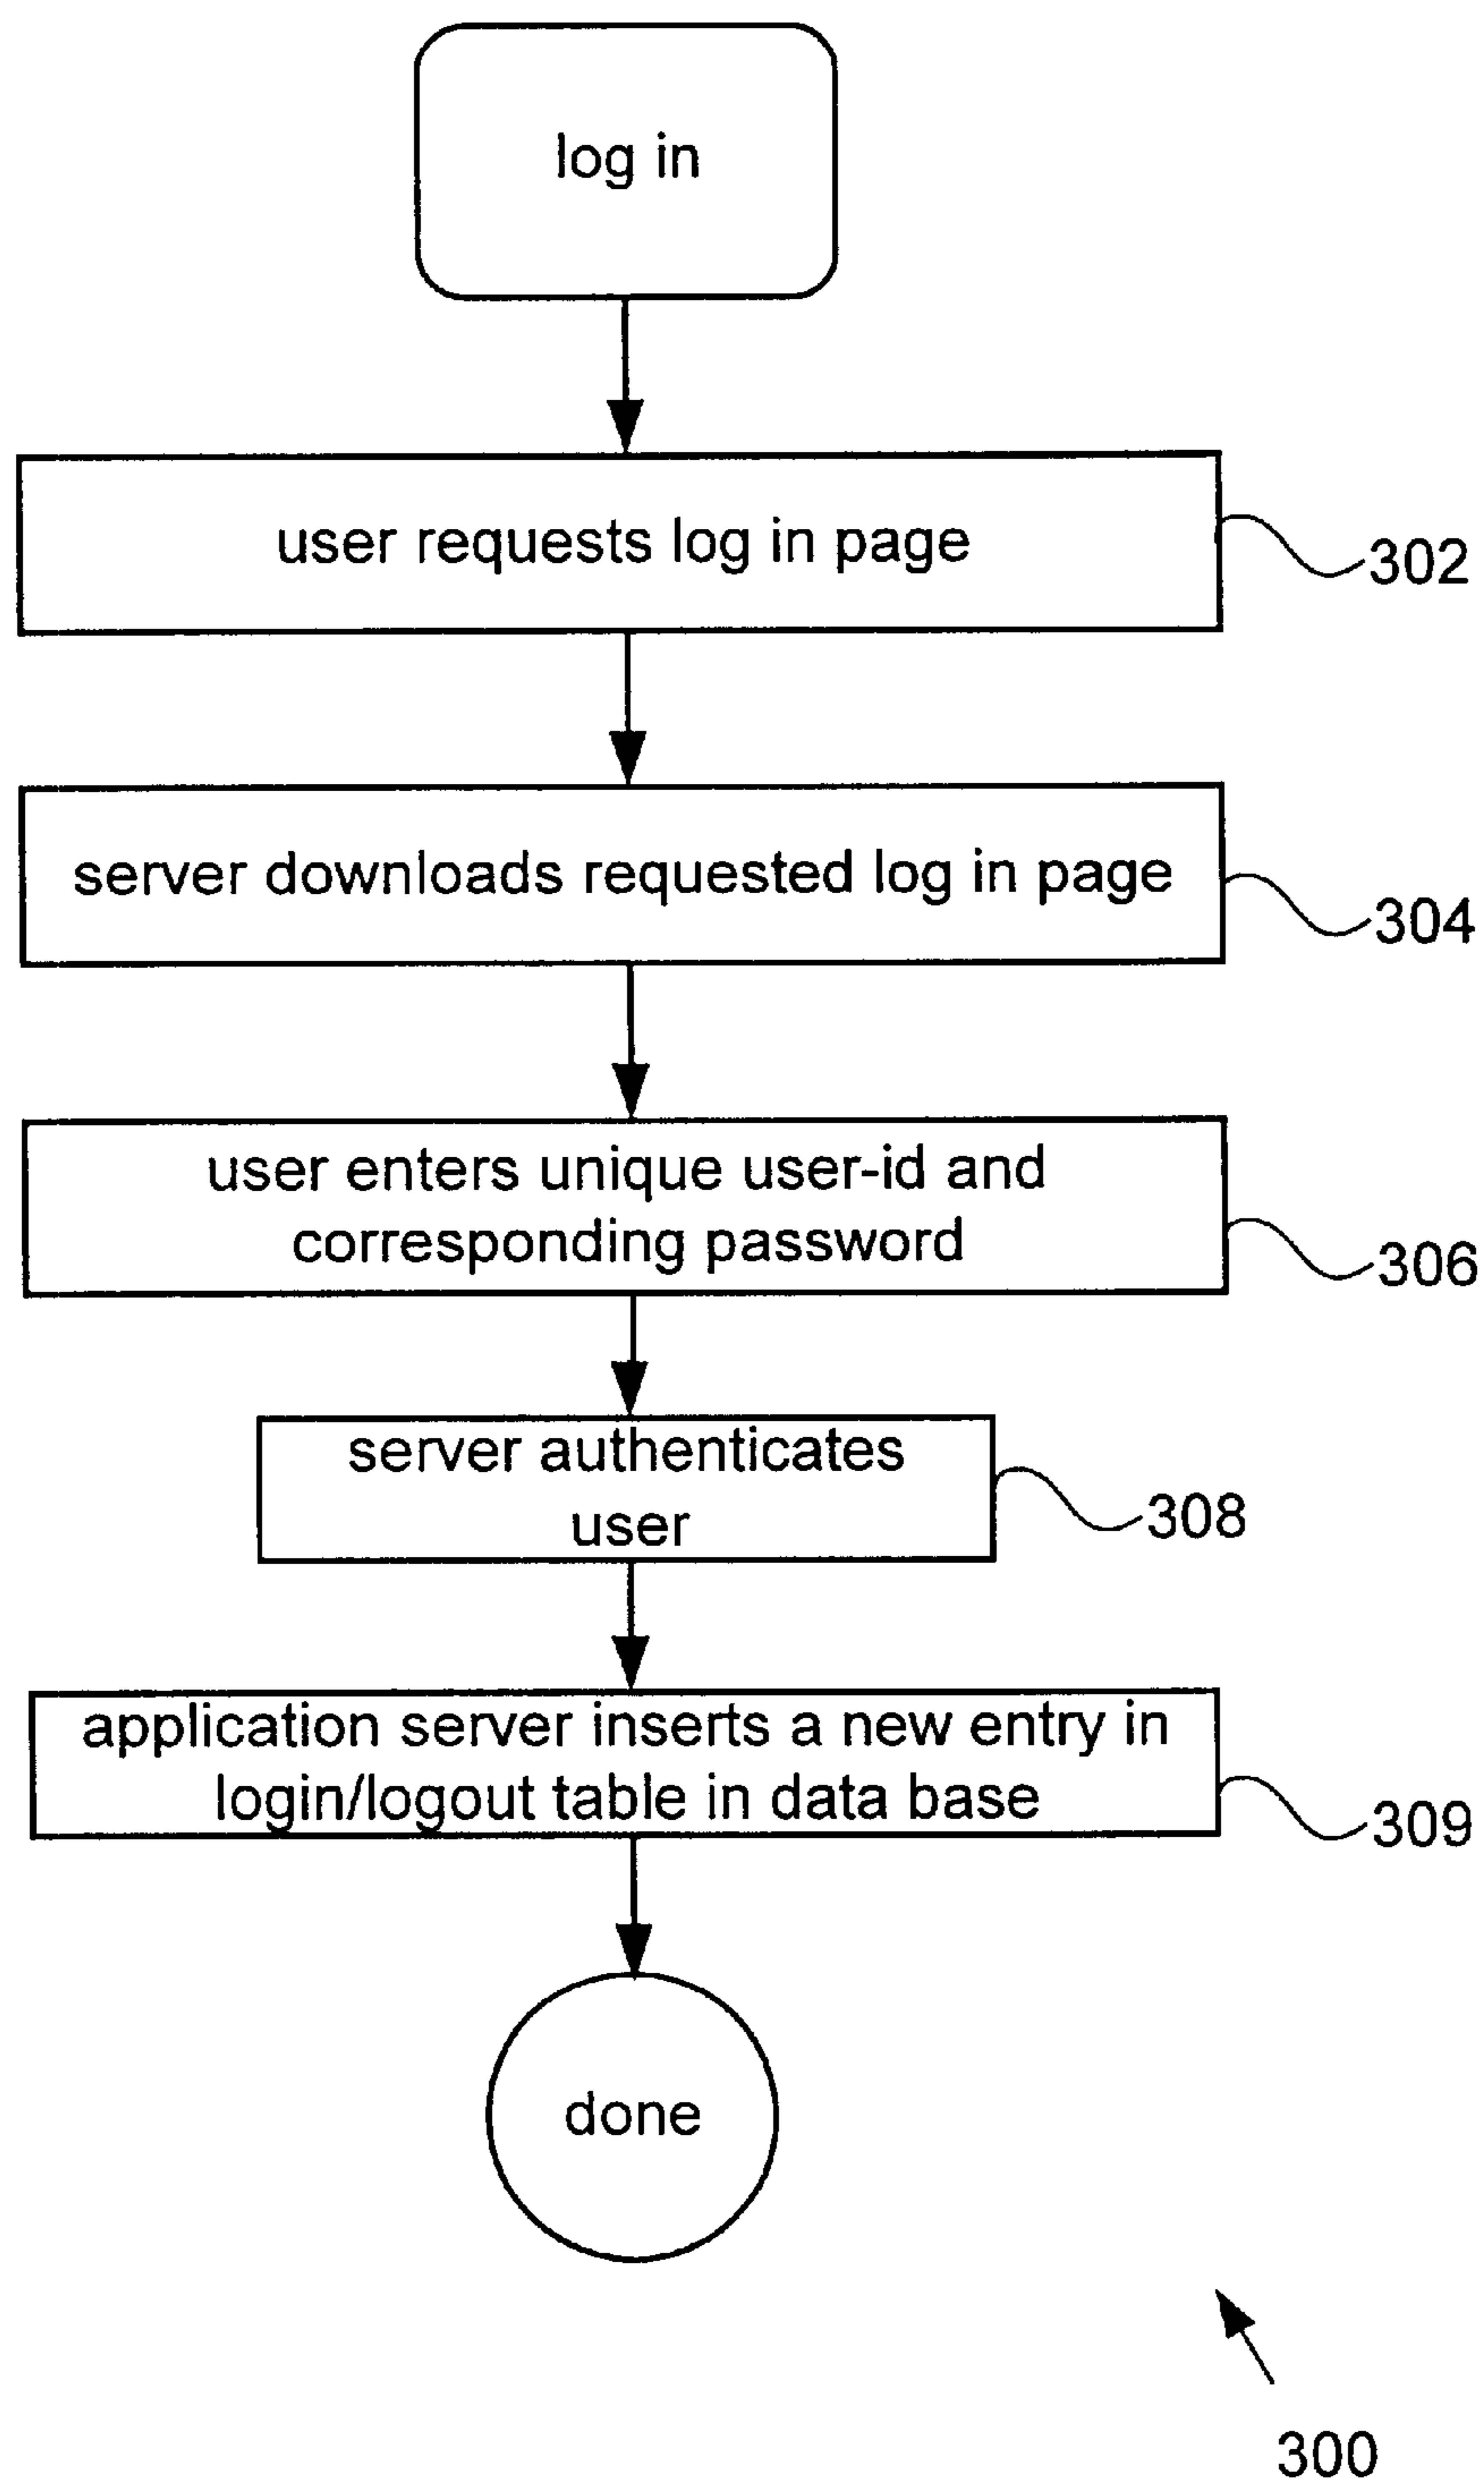 log in
user requests log in page
302
server downloads requested log in page
304
user enters unique user-id and
corresponding password
306
server authenticates
user
308
application server inserts a new entry in
login/logout table in data base
309
done
300